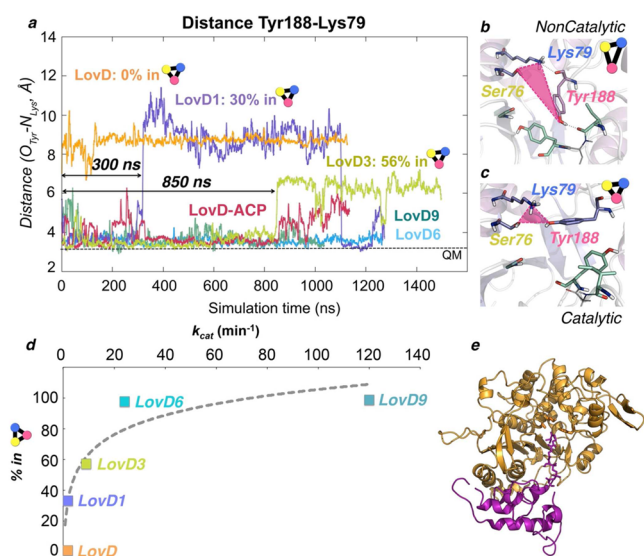 a
Distance Tyr188-Lys79
Distance (OTyr-NLys, Å)
14
12
10
8
6
4
2
LovD: 0% in
LovD1: 30% in
LovD3: 56% in
300 ns
850 ns
LovD-ACP
LovD9
LovD6
QM
0 200 400 600 800 1000 1200 1400
Simulation time (ns)
b
NonCatalytic
Lys79
Ser76
Tyr188
c
Lys79
Ser76
Tyr188
Catalytic
d
kcat (min-1)
0 20 40 60 80 100 120 140
% in
100
80
60
40
20
0
LovD6
LovD9
LovD3
LovD1
LovD
e